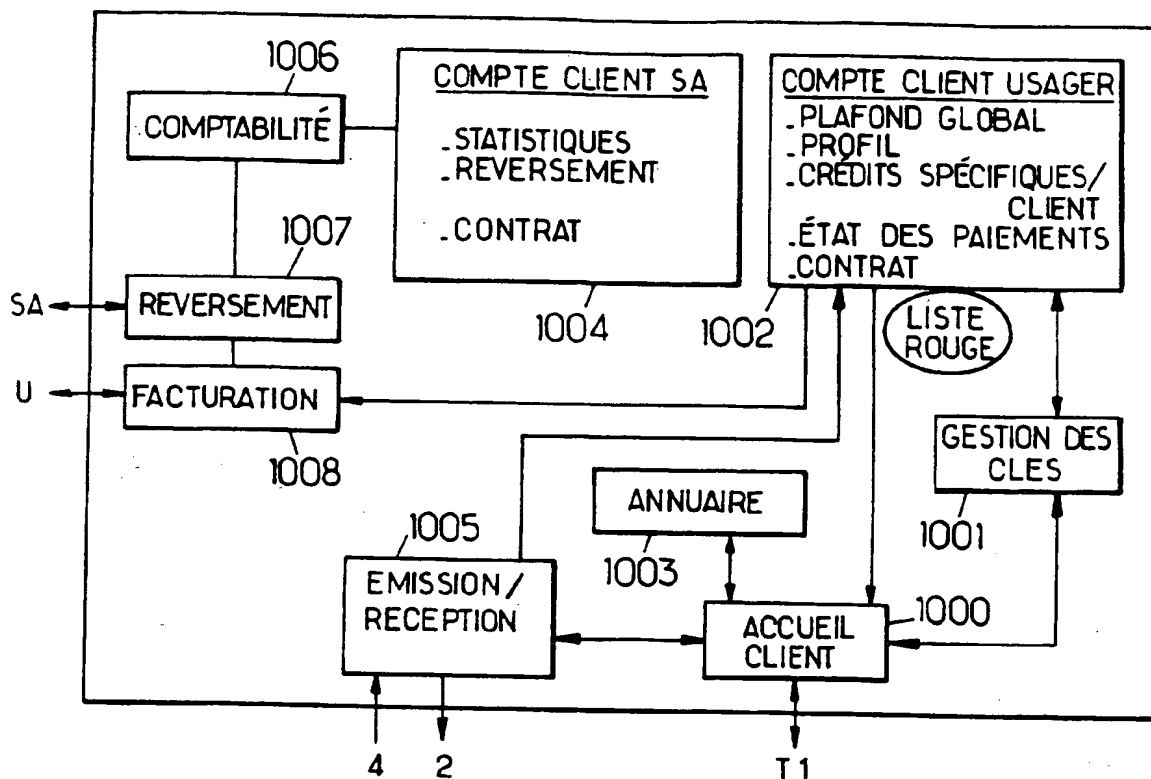 1006
COMPTABILITÉ
COMPTE CLIENT SA
-STATISTIQUES
-REVERSEMENT
-CONTRAT
1004
COMPTE CLIENT USAGER
-PLAFOND GLOBAL
-PROFIL
-CRÉDITS SPÉCIFIQUES/
CLIENT
-ÉTAT DES PAIEMENTS
-CONTRAT
1002
LISTE
ROUGE
1007
SA
REVERSEMENT
U
FACTURATION
1008
GESTION DES
CLES
1001
ANNUAIRE
1003
1005
EMISSION/
RECEPTION
1000
ACCUEIL
CLIENT
4
2
T1